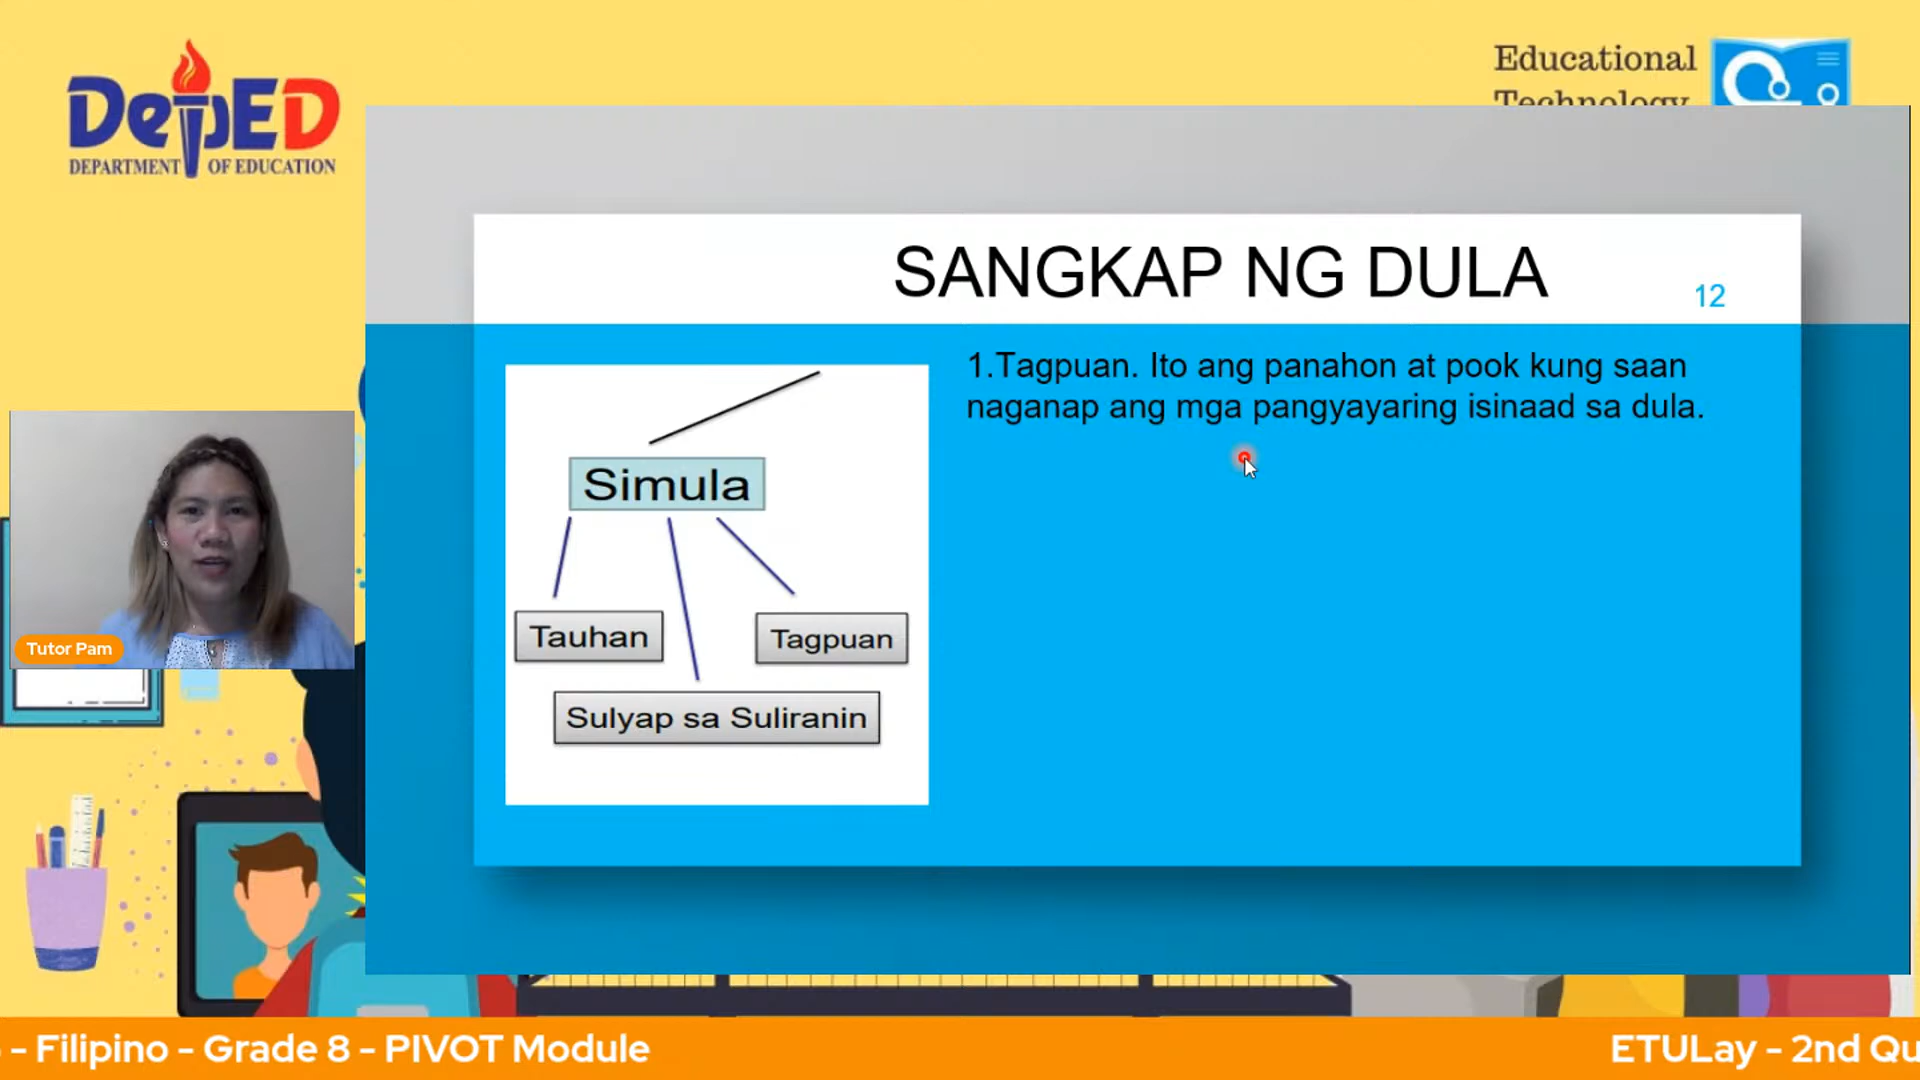 DepED
DEPARTMENT OF EDUCATION
Educational
Technology
SANGKAP NG DULA
12
1.Tagpuan. Ito ang panahon at pook kung saan
naganap ang mga pangyayaring isinaad sa dula.
Simula
Tauhan
Tagpuan
Sulyap sa Suliranin
Tutor Pam
- Filipino - Grade 8 - PIVOT Module
ETULay - 2nd Qu